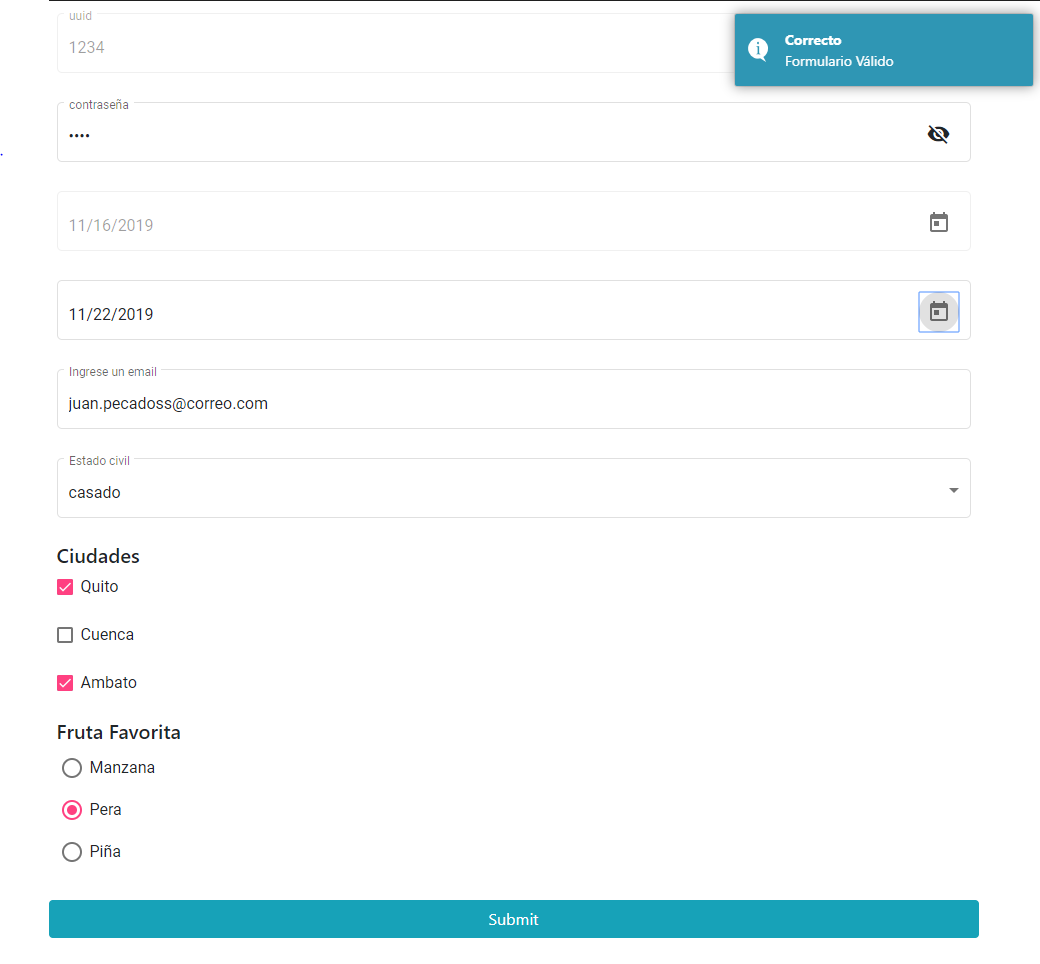 uuid
1234
Correcto
Formulario Válido
contraseña
••••
11/16/2019
11/22/2019
Ingrese un email
juan.pecadoss@correo.com
Estado civil
casado
Ciudades
Quito
Cuenca
Ambato
Fruta Favorita
Manzana
Pera
Piña
Submit